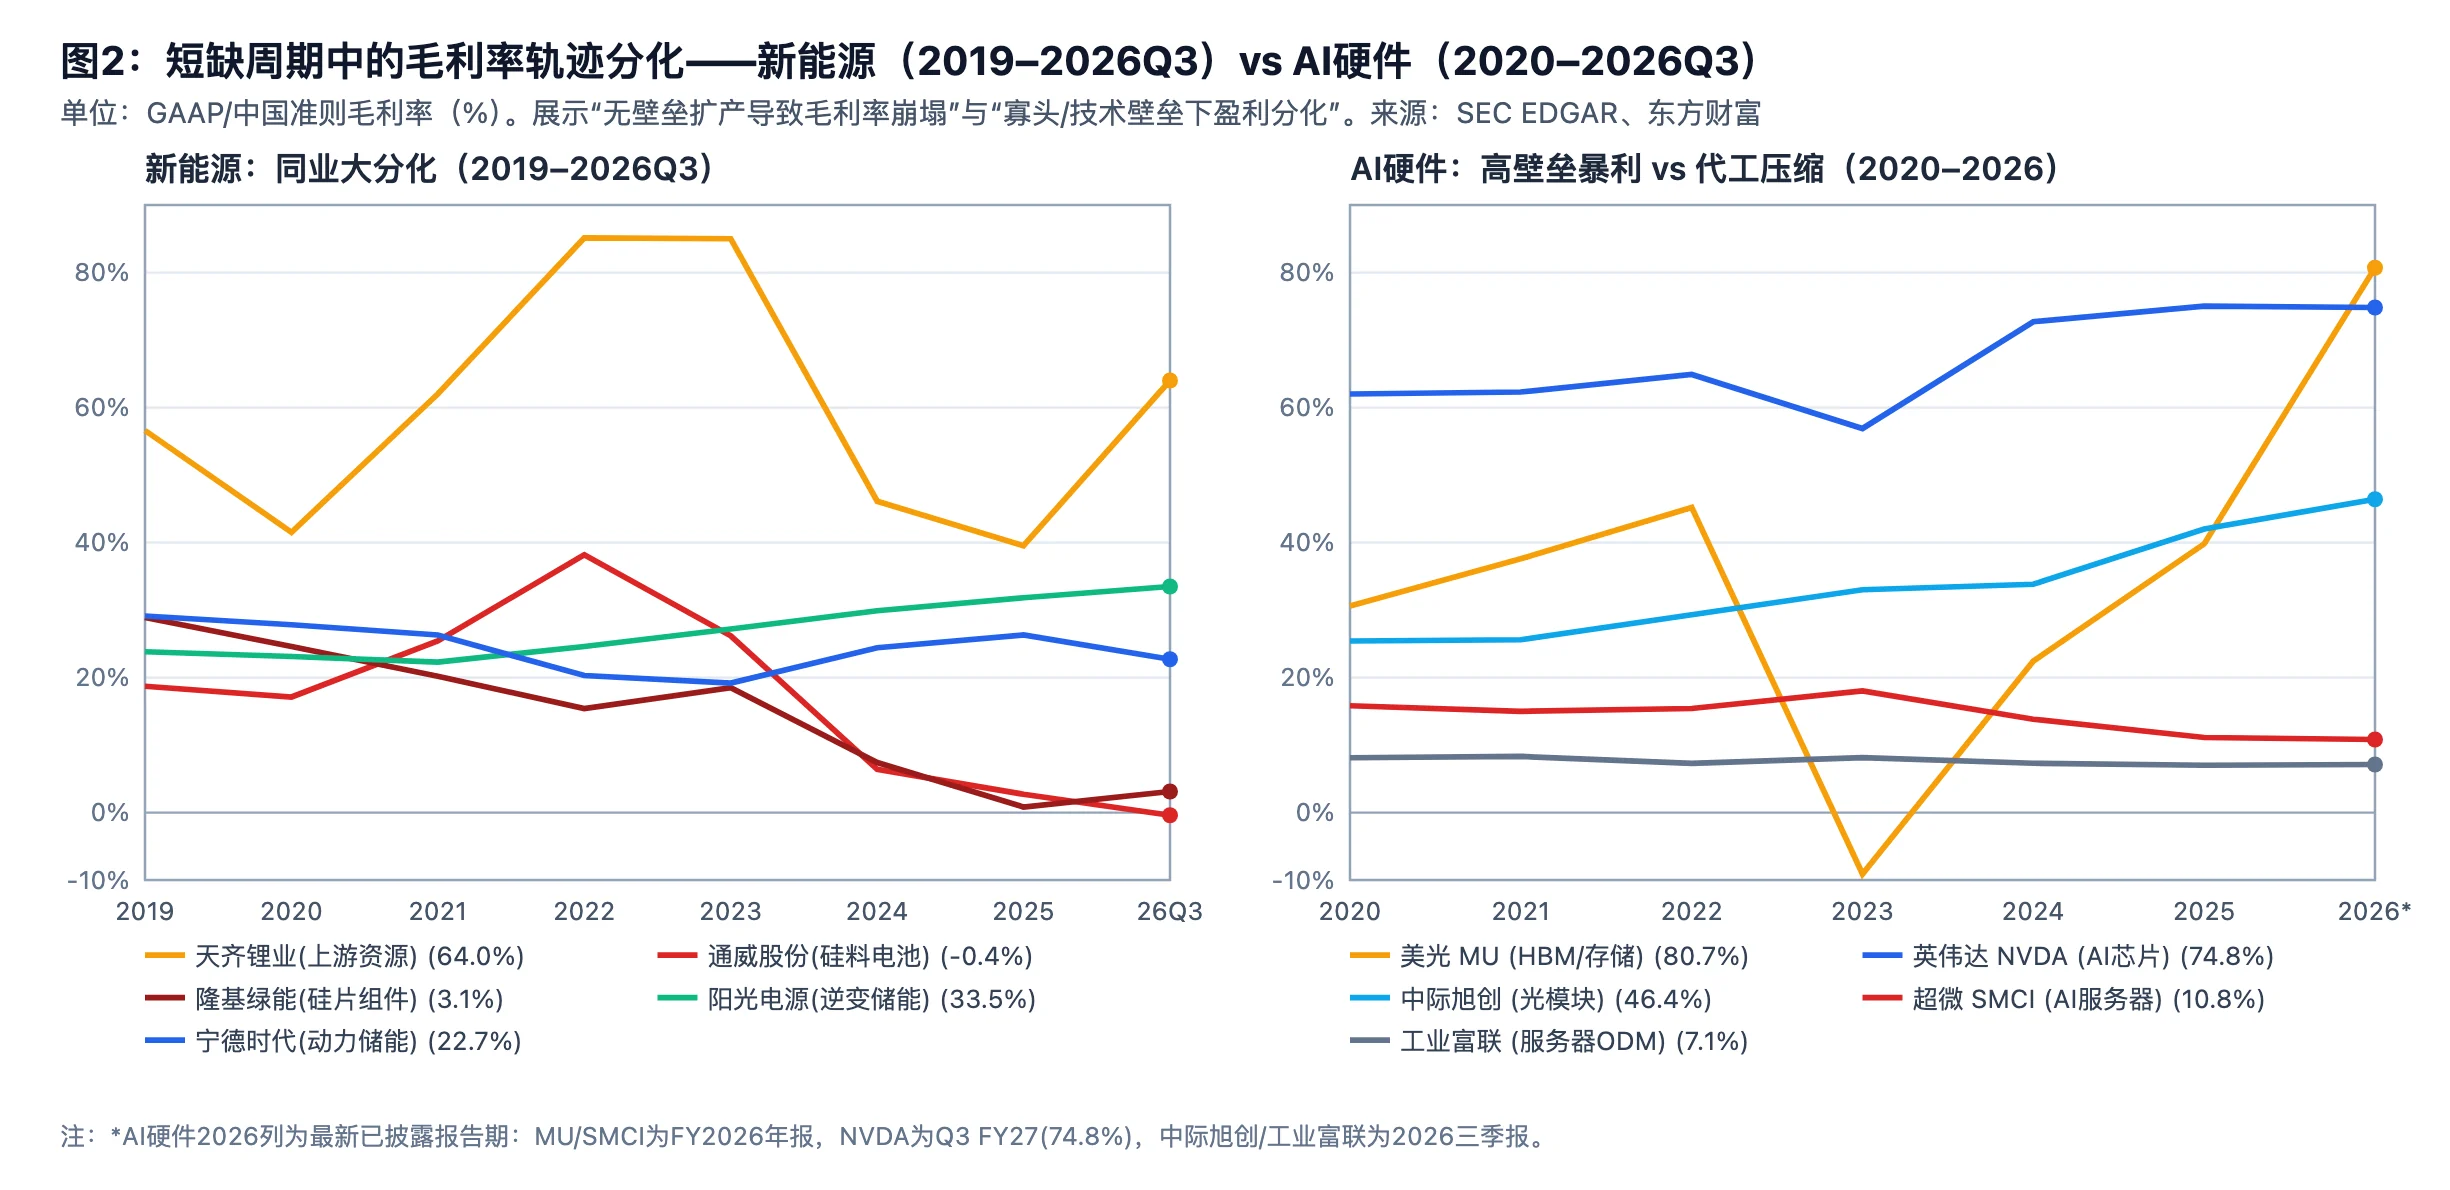 图2：短缺周期中的毛利率轨迹分化——新能源（2019–2026Q3）vs AI硬件（2020–2026Q3）
单位：GAAP/中国准则毛利率（%）。展示“无壁垒扩产导致毛利率崩塌”与“寡头/技术壁垒下盈利分化”。来源：SEC EDGAR、东方财富
新能源：同业大分化（2019–2026Q3）
80%
60%
40%
20%
0%
-10%
2019 2020 2021 2022 2023 2024 2025 26Q3
天齐锂业(上游资源) (64.0%) 通威股份(硅料电池) (-0.4%)
隆基绿能(硅片组件) (3.1%) 阳光电源(逆变储能) (33.5%)
宁德时代(动力储能) (22.7%)
AI硬件：高壁垒暴利 vs 代工压缩（2020–2026）
80%
60%
40%
20%
0%
-10%
2020 2021 2022 2023 2024 2025 2026*
美光 MU (HBM/存储) (80.7%) 英伟达 NVDA (AI芯片) (74.8%)
中际旭创 (光模块) (46.4%) 超微 SMCI (AI服务器) (10.8%)
工业富联 (服务器ODM) (7.1%)
注：*AI硬件2026列为最新已披露报告期：MU/SMCI为FY2026年报，NVDA为Q3 FY27(74.8%)，中际旭创/工业富联为2026三季报。